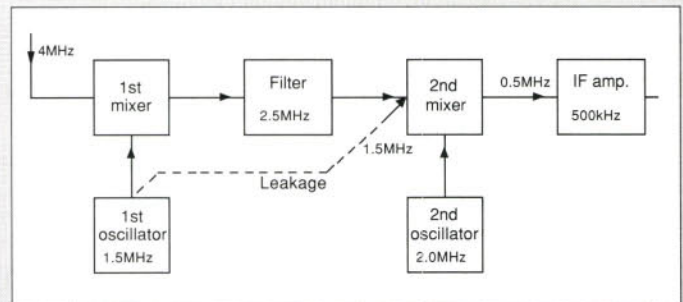 4MHz
1st
mixer
Filter
2.5MHz
2nd
mixer
0.5MHz
IF amp.
500kHz
1.5MHz
Leakage
1st
oscillator
1.5MHz
2nd
oscillator
2.0MHz